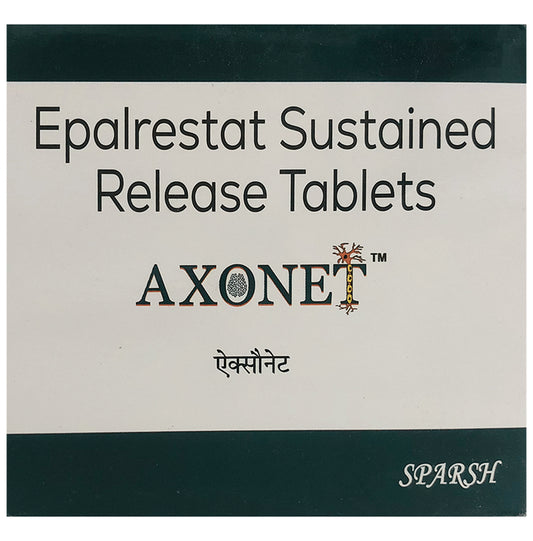 Epalrestat Sustained
Release Tablets
AXONET™
ऐक्सौनेट
SPARSH